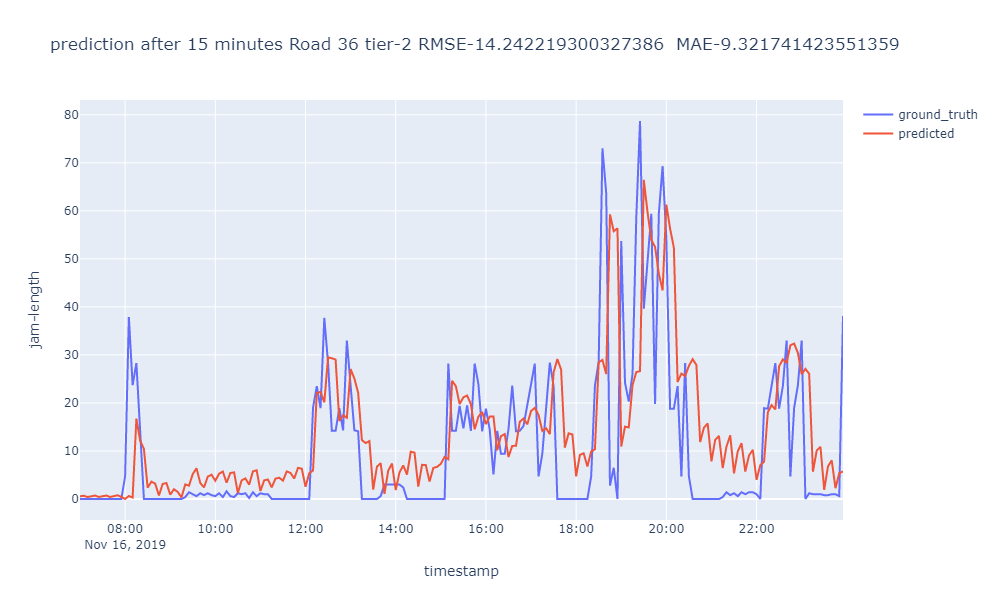 prediction after 15 minutes Road 36 tier-2 RMSE-14.242219300327386  MAE-9.321741423551359
ground_truth
predicted
80
70
60
50
40
30
20
10
0
jam-length
08:00 10:00 12:00 14:00 16:00 18:00 20:00 22:00
Nov 16, 2019
timestamp